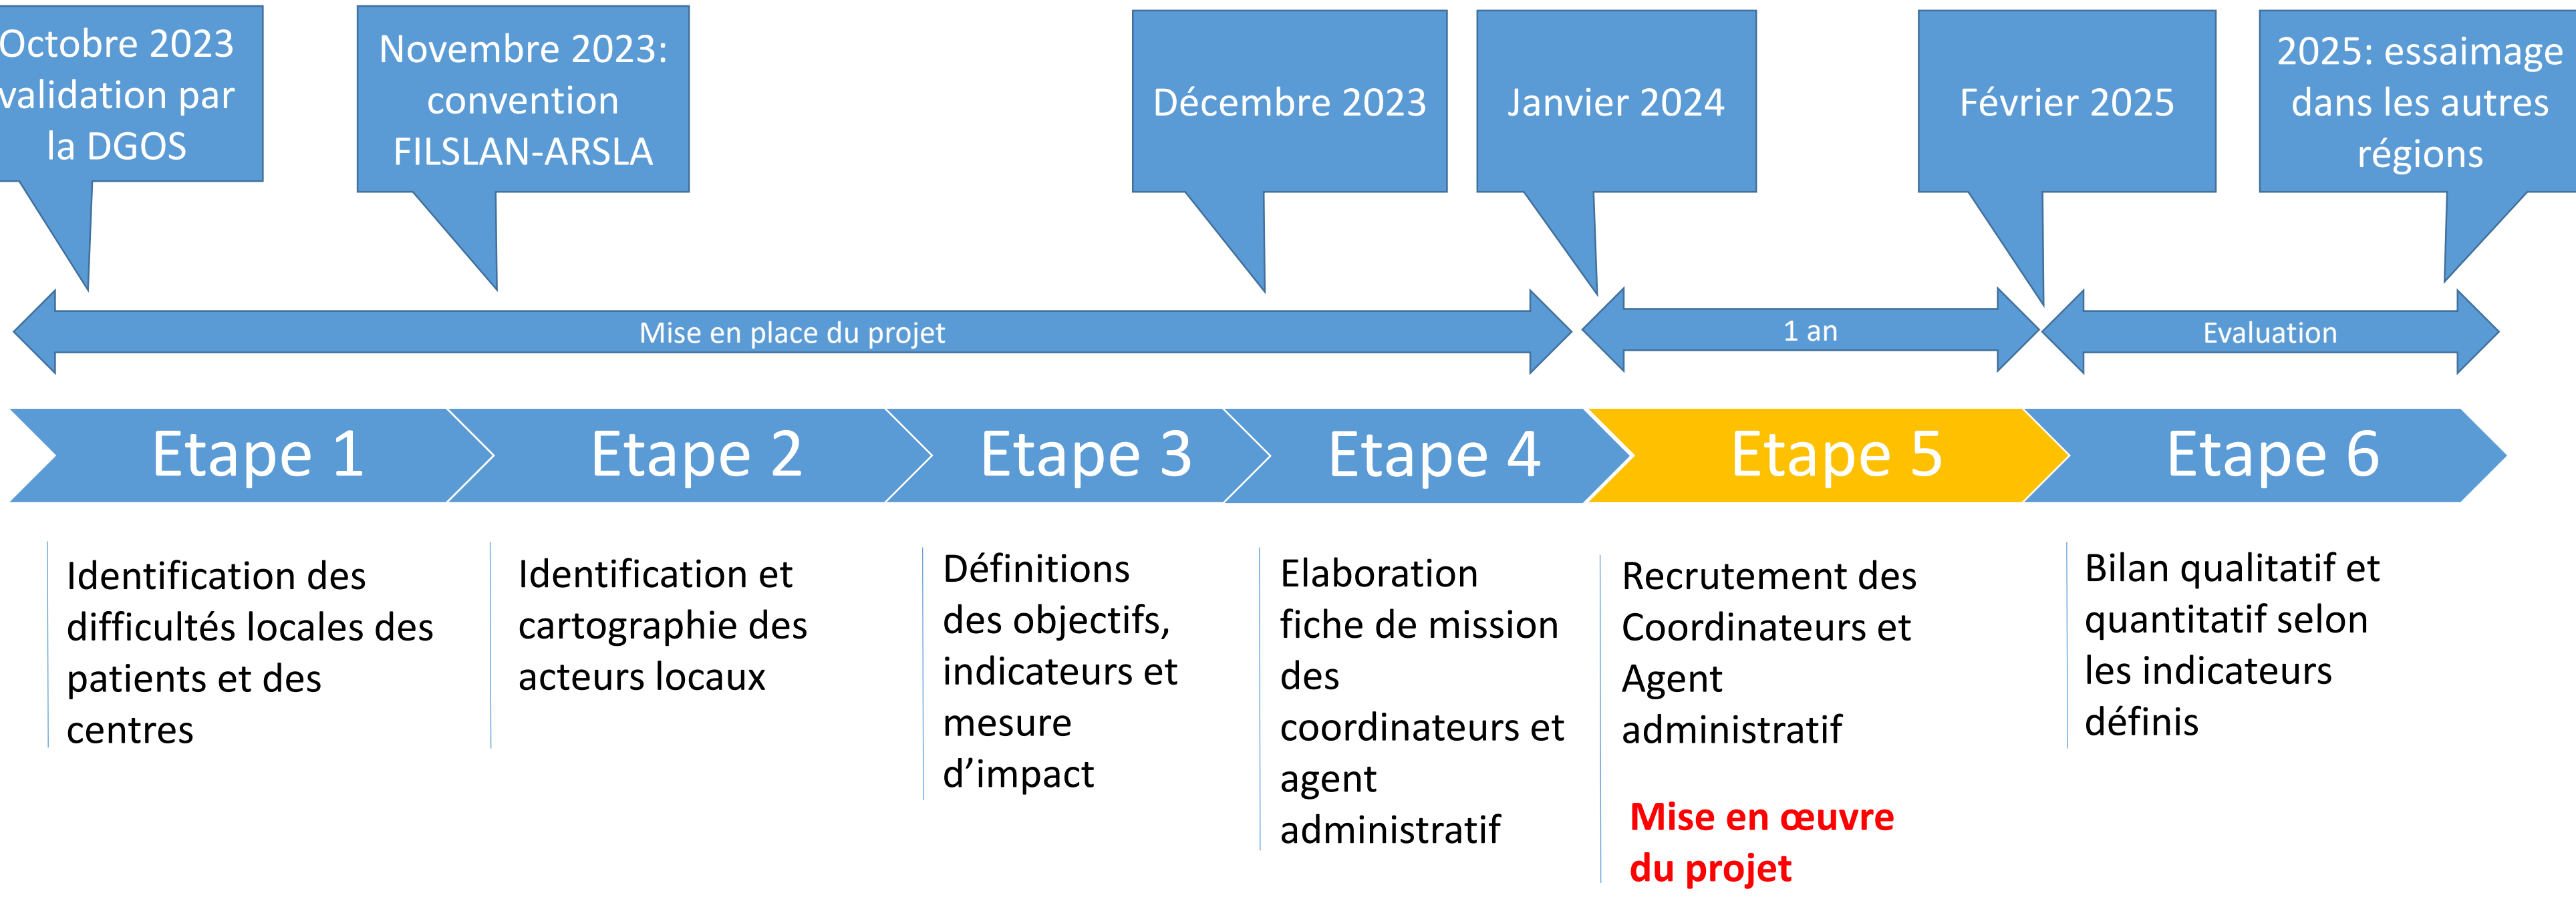 Octobre 2023
validation par
la DGOS
Novembre 2023:
convention
FILSLAN-ARSLA
Décembre 2023
Janvier 2024
Février 2025
2025: essaimage
dans les autres
régions
Mise en place du projet
1 an
Evaluation
Etape 1
Etape 2
Etape 3
Etape 4
Etape 5
Etape 6
Identification des
difficultés locales des
patients et des
centres
Identification et
cartographie des
acteurs locaux
Définitions
des objectifs,
indicateurs et
mesure
d’impact
Elaboration
fiche de mission
des
coordinateurs et
agent
administratif
Recrutement des
Coordinateurs et
Agent
administratif
Mise en œuvre
du projet
Bilan qualitatif et
quantitatif selon
les indicateurs
définis